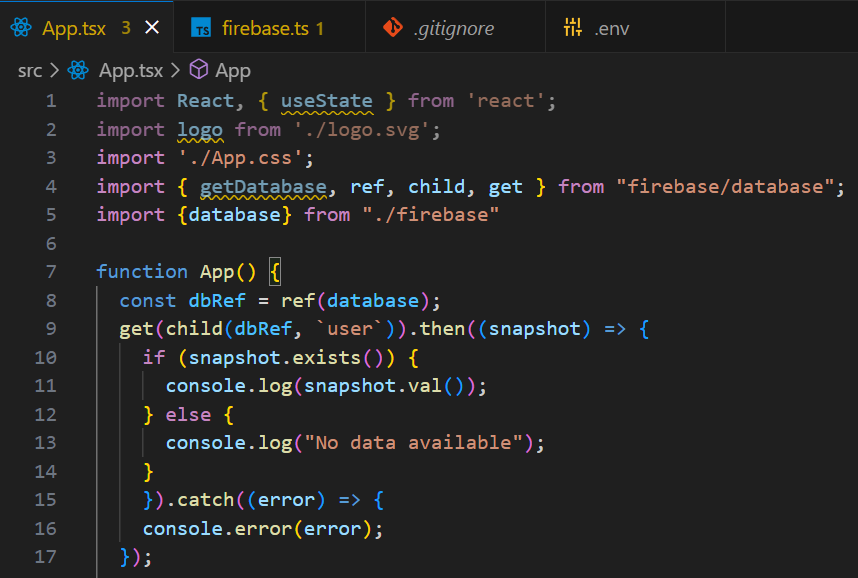 App.tsx 3 TS firebase.ts 1 .gitignore .env
src > App.tsx > App
1 import React, { useState } from 'react';
2 import logo from './logo.svg';
3 import './App.css';
4 import { getDatabase, ref, child, get } from "firebase/database";
5 import {database} from "./firebase"
6
7 function App() {
8 const dbRef = ref(database);
9 get(child(dbRef, `user`)).then((snapshot) => {
10 if (snapshot.exists()) {
11 console.log(snapshot.val());
12 } else {
13 console.log("No data available");
14 }
15 }).catch((error) => {
16 console.error(error);
17 });